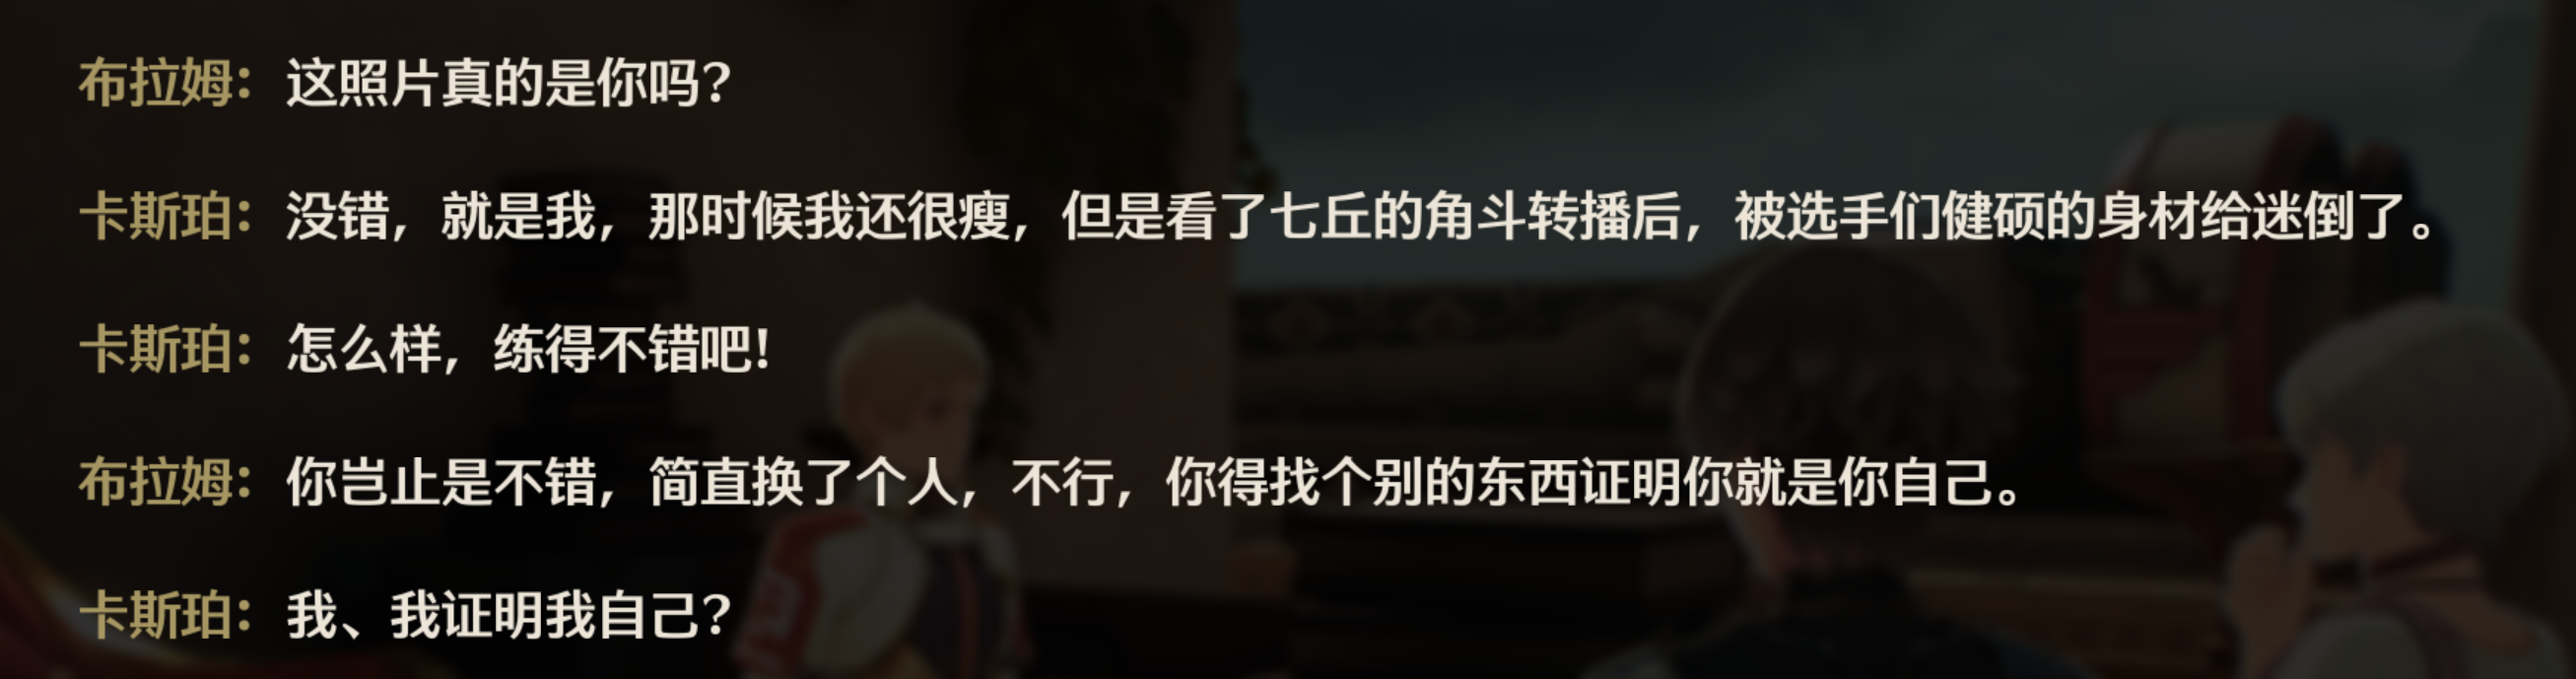 布拉姆：这照片真的是你吗？
卡斯珀：没错，就是我，那时候我还很瘦，但是看了七丘的角斗转播后，被选手们健硕的身材给迷倒了。
卡斯珀：怎么样，练得不错吧！
布拉姆：你岂止是不错，简直换了个人，不行，你得找个别的东西证明你就是你自己。
卡斯珀：我、我证明我自己？